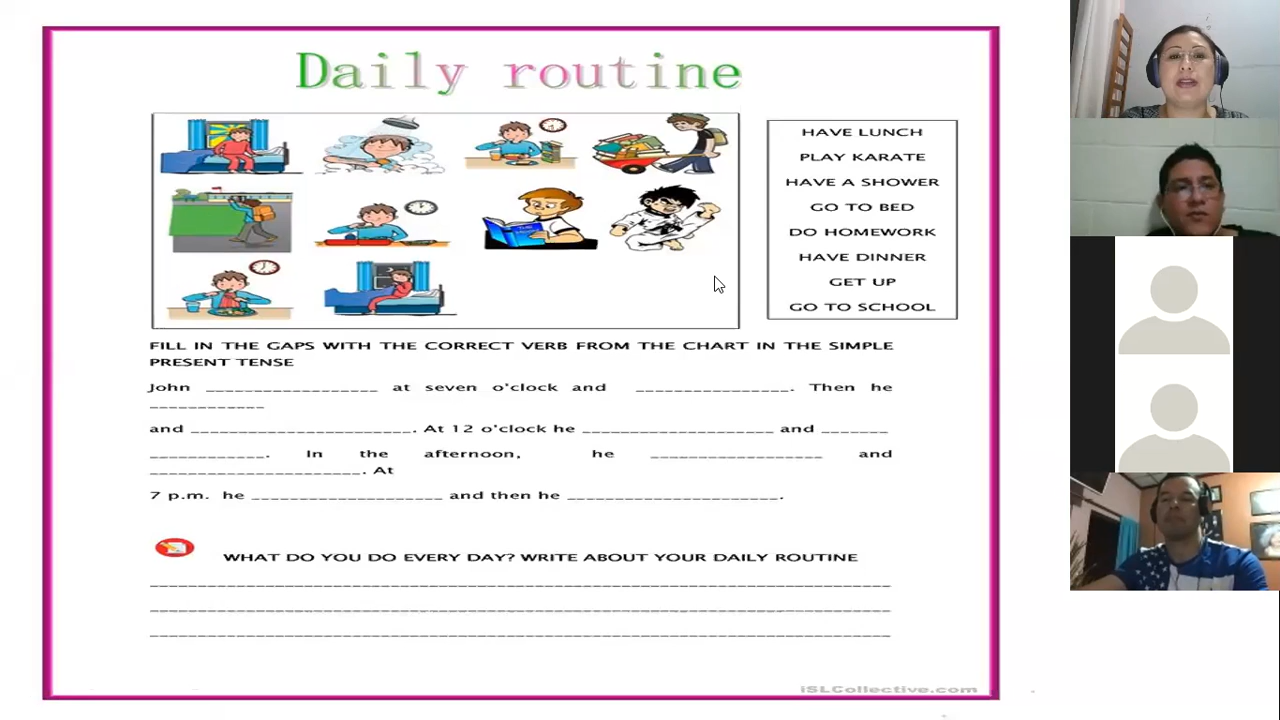 Daily routine
HAVE LUNCH
PLAY KARATE
HAVE A SHOWER
GO TO BED
DO HOMEWORK
HAVE DINNER
GET UP
GO TO SCHOOL
FILL IN THE GAPS WITH THE CORRECT VERB FROM THE CHART IN THE SIMPLE
PRESENT TENSE
John __________________ at seven o'clock and ________________. Then he
____________
and _______________________. At 12 o'clock he ____________________ and _______
____________. In the afternoon, he __________________ and
______________________. At
7 p.m. he ____________________ and then he ______________________.
WHAT DO YOU DO EVERY DAY? WRITE ABOUT YOUR DAILY ROUTINE
iSLCollective.com